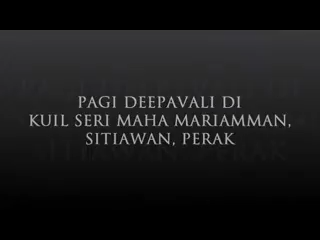 PAGI DEEPAVALI DI
KUIL SERI MAHA MARIAMMAN,
SITIAWAN, PERAK